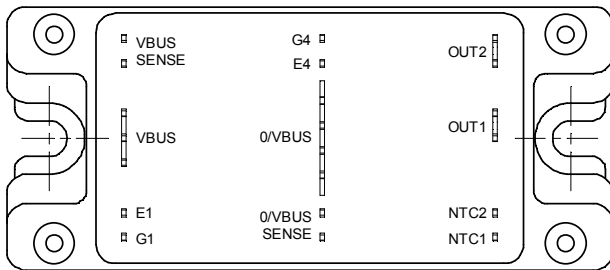 VBUS
SENSE
G4
E4
OUT2
VBUS
0/VBUS
OUT1
E1
G1
0/VBUS
SENSE
NTC2
NTC1